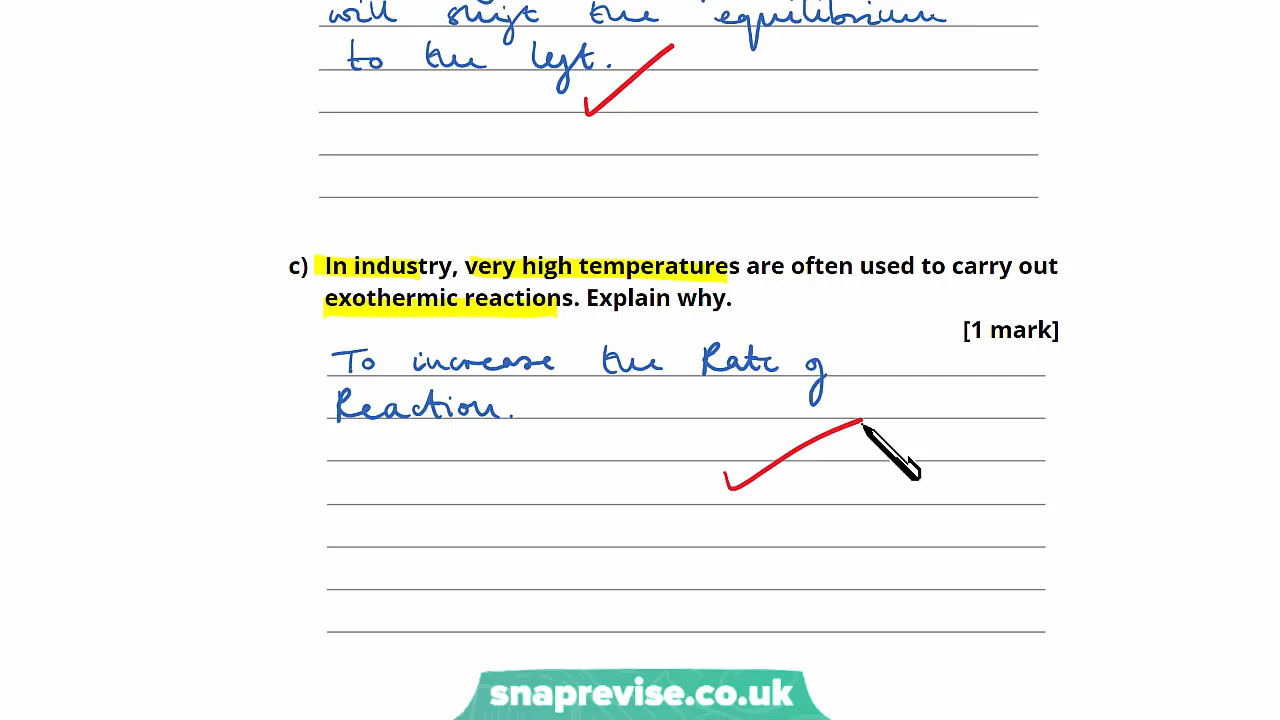 will shift the equilibrium
to the left.
c) In industry, very high temperatures are often used to carry out
exothermic reactions. Explain why.
[1 mark]
To increase the Rate of
Reaction.
snaprevise.co.uk